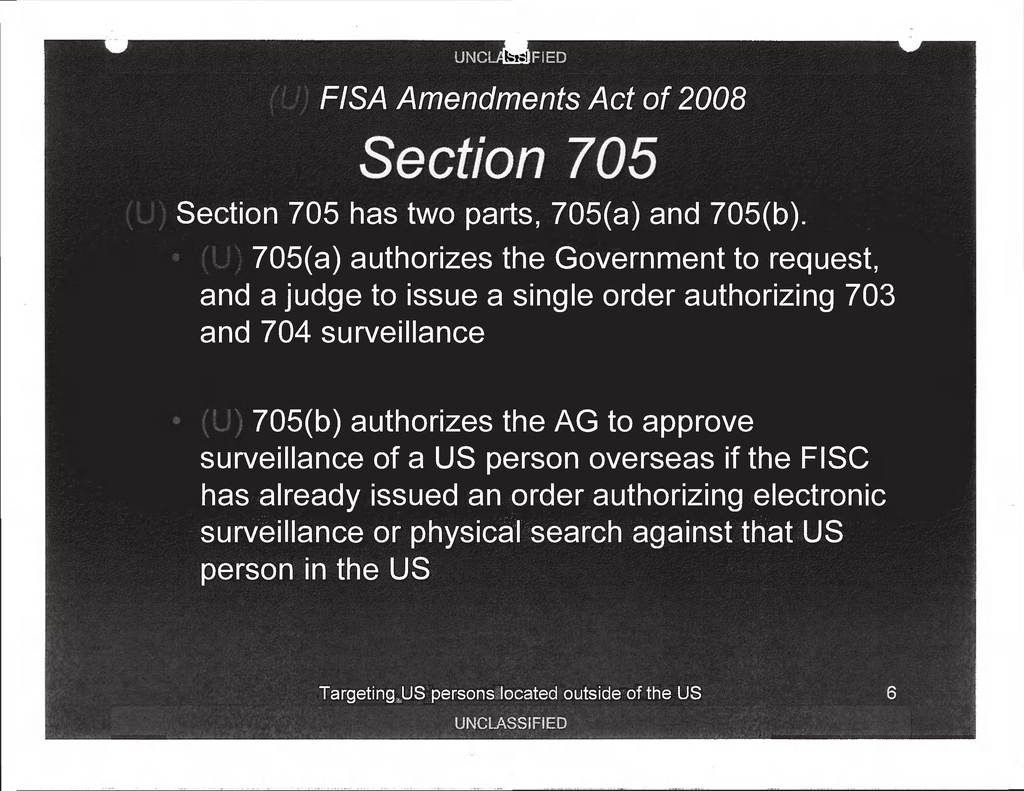 UNCLASSIFIED
(U) FISA Amendments Act of 2008
Section 705
(U) Section 705 has two parts, 705(a) and 705(b).
• (U) 705(a) authorizes the Government to request,
and a judge to issue a single order authorizing 703
and 704 surveillance
• (U) 705(b) authorizes the AG to approve
surveillance of a US person overseas if the FISC
has already issued an order authorizing electronic
surveillance or physical search against that US
person in the US
Targeting US persons located outside of the US 6
UNCLASSIFIED